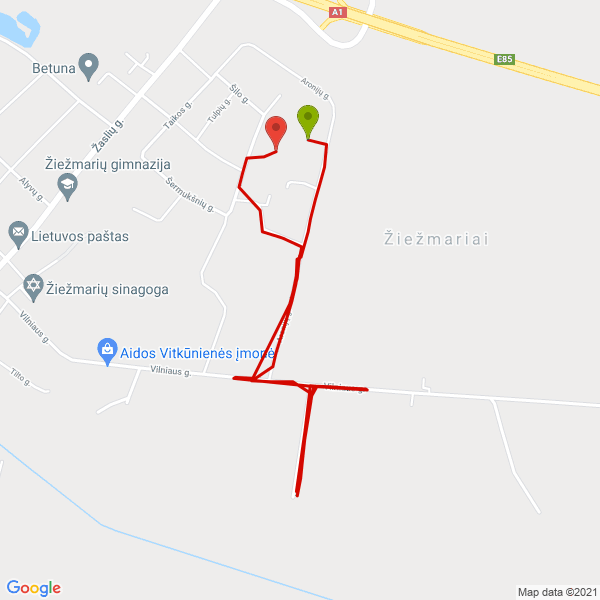 A1
E85
Betuna
Aronijų g.
Šilo g.
Taikos g.
Tulpių g.
Žaslių g.
Žiežmarių gimnazija
Alyvų g.
Šermukšnių g.
Lietuvos paštas
Žiežmariai
Žiežmarių sinagoga
Vilniaus g.
Aidos Vitkūnienės įmonė
Vilniaus g.
Tilto g.
Vilniaus g.
Google
Map data ©2021